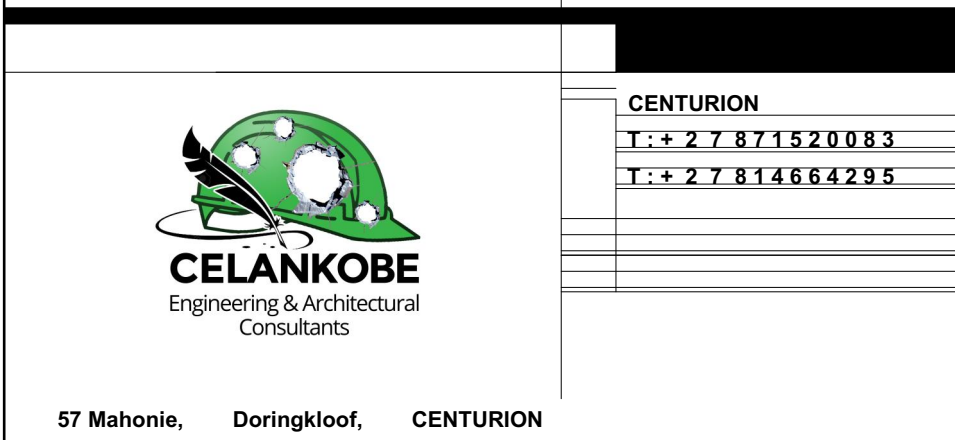 CENTURION
T:+ 2 7 8 7 1 5 2 0 0 8 3
T:+ 2 7 8 1 4 6 6 4 2 9 5
CELANKOBE
Engineering & Architectural
Consultants
57 Mahonie, Doringkloof, CENTURION